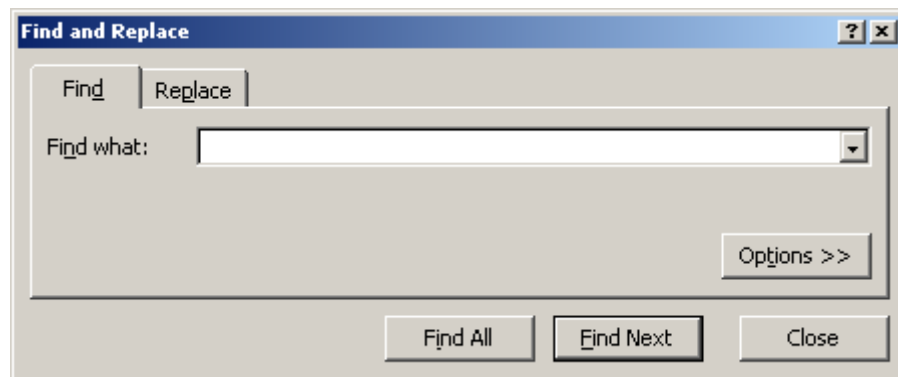 Find and Replace
Find Replace
Find what:
Options >>
Find All Find Next Close